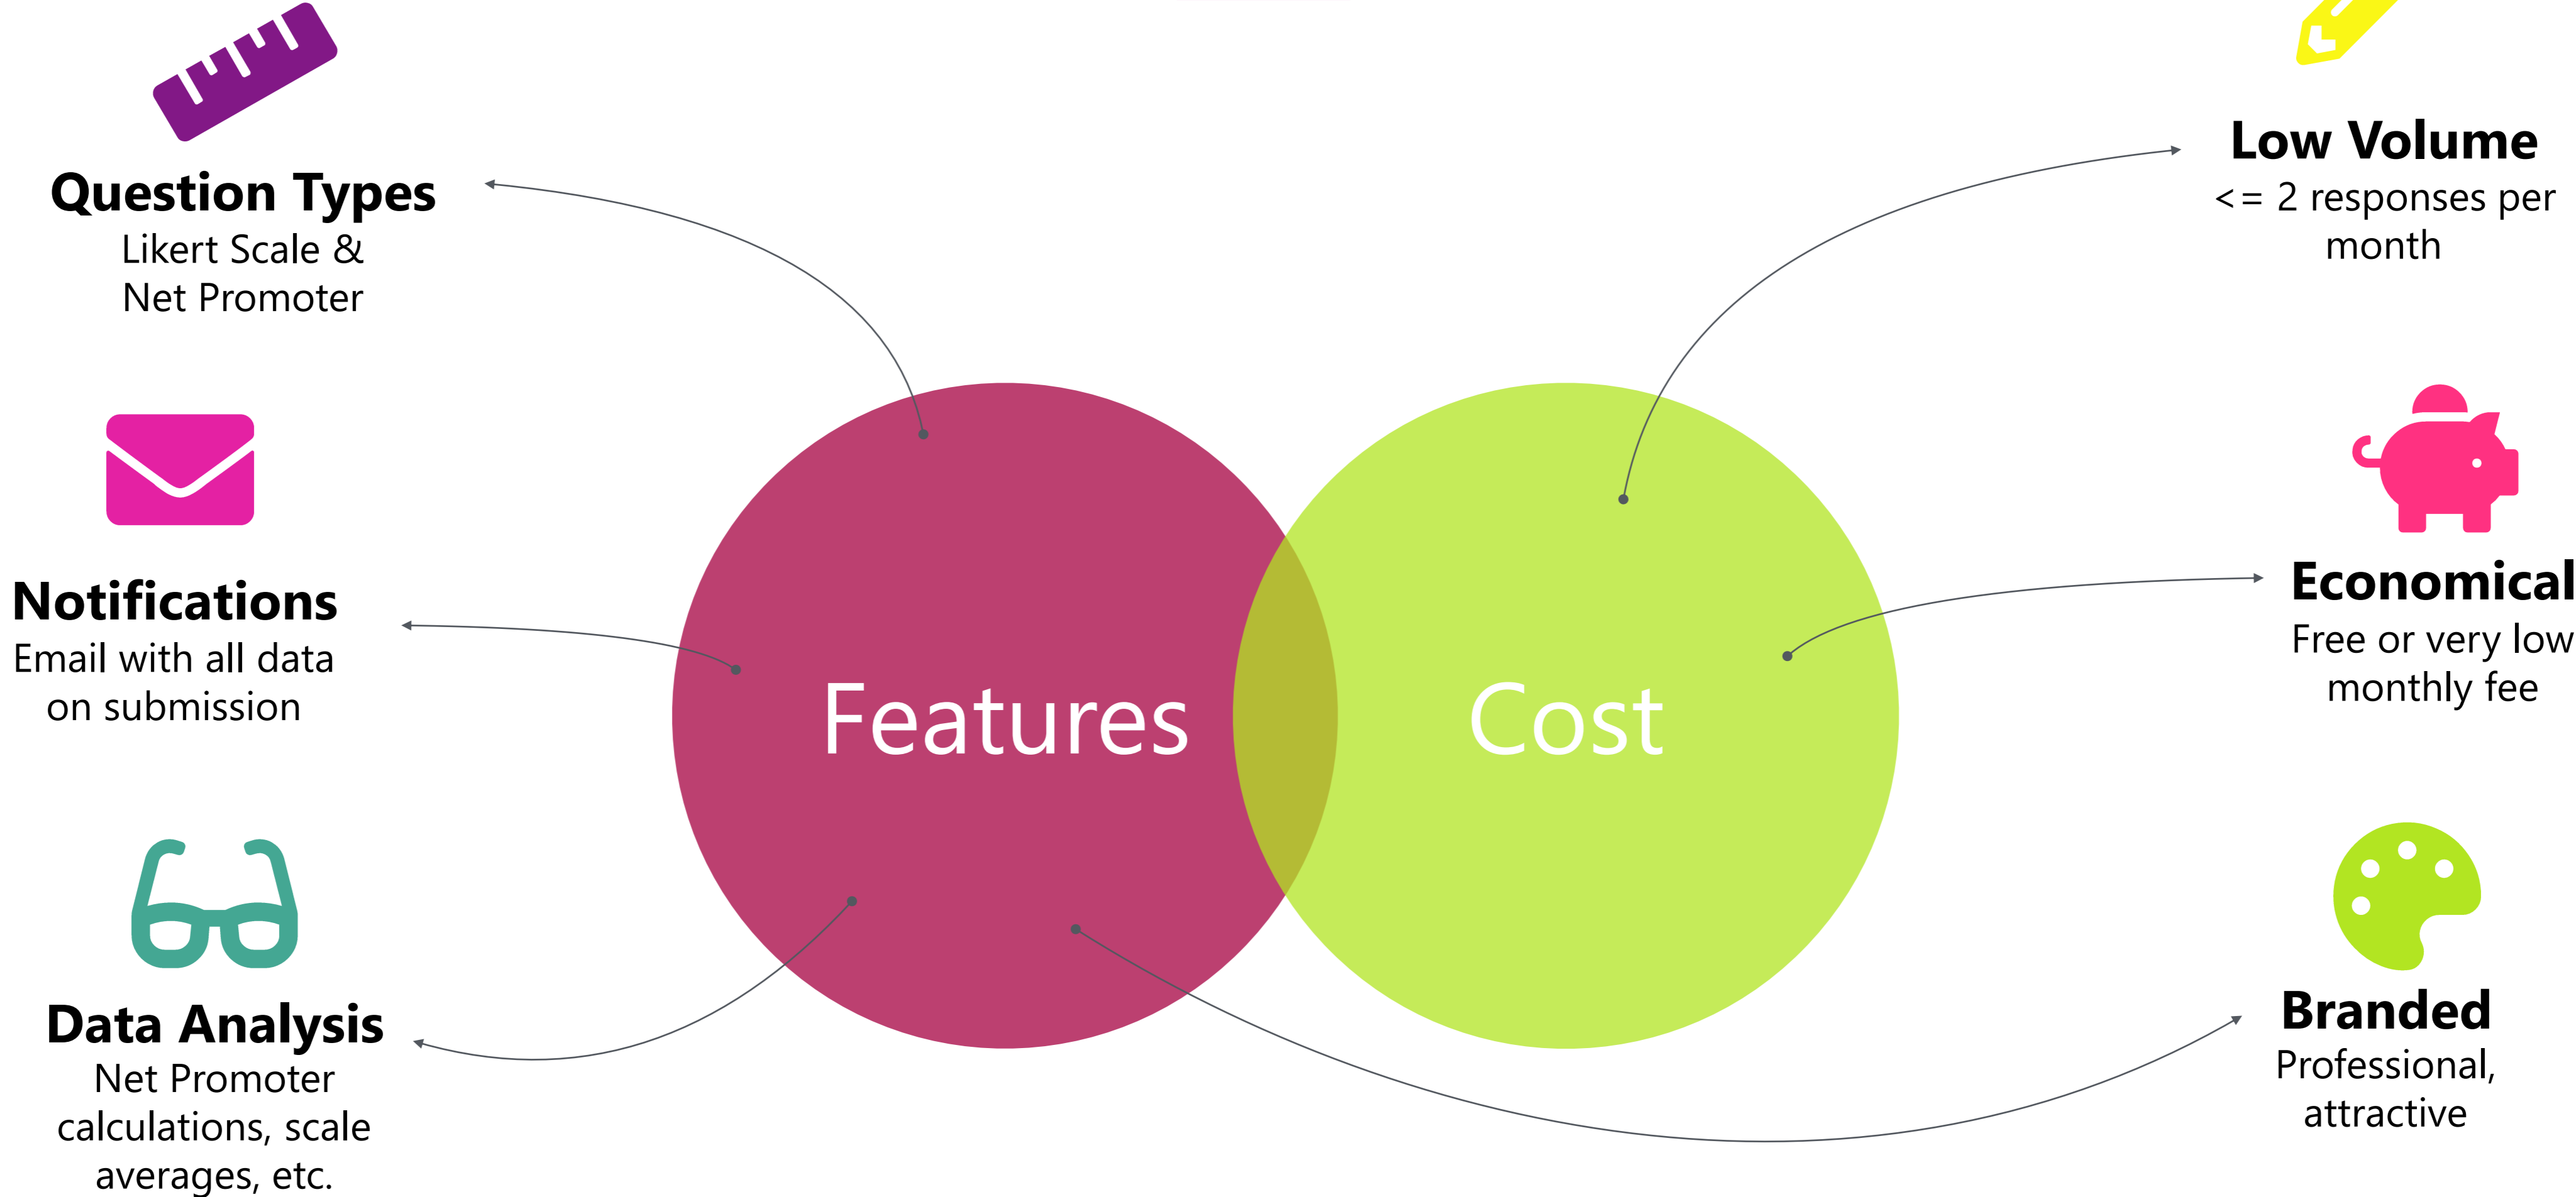 Question Types
Likert Scale &
Net Promoter
Notifications
Email with all data
on submission
Data Analysis
Net Promoter
calculations, scale
averages, etc.
Features
Cost
Low Volume
<= 2 responses per
month
Economical
Free or very low
monthly fee
Branded
Professional,
attractive